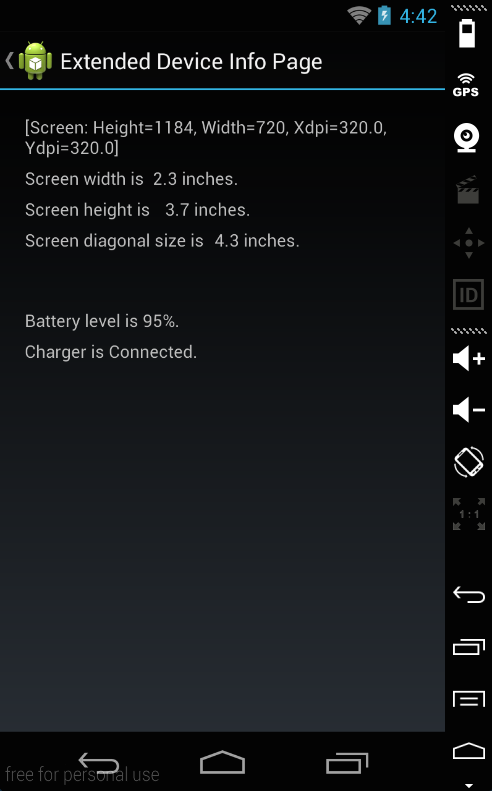 4:42
Extended Device Info Page
[Screen: Height=1184, Width=720, Xdpi=320.0,
Ydpi=320.0]
Screen width is 2.3 inches.
Screen height is 3.7 inches.
Screen diagonal size is 4.3 inches.
Battery level is 95%.
Charger is Connected.
free for personal use
GPS
ID
1:1